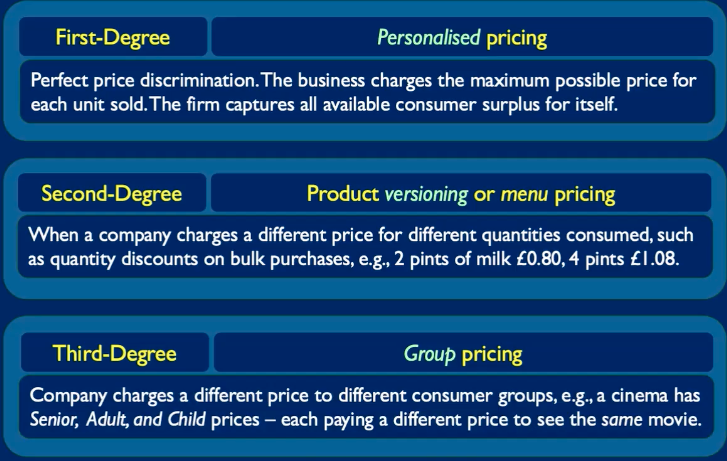 First-Degree
Personalised pricing
Perfect price discrimination. The business charges the maximum possible price for
each unit sold. The firm captures all available consumer surplus for itself.
Second-Degree
Product versioning or menu pricing
When a company charges a different price for different quantities consumed, such
as quantity discounts on bulk purchases, e.g., 2 pints of milk £0.80, 4 pints £1.08.
Third-Degree
Group pricing
Company charges a different price to different consumer groups, e.g., a cinema has
Senior, Adult, and Child prices – each paying a different price to see the same movie.